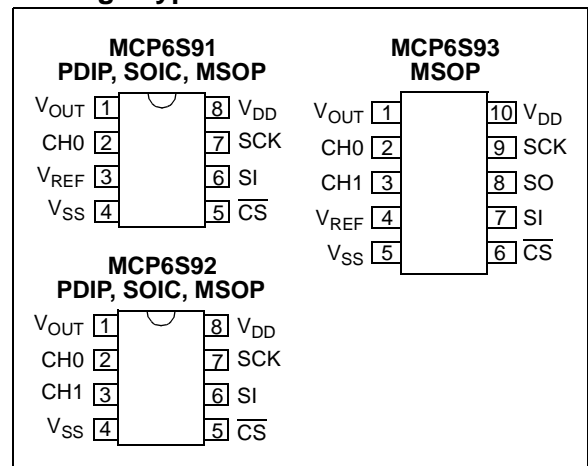 MCP6S91
PDIP, SOIC, MSOP
VOUT 1 8 VDD
CH0 2 7 SCK
VREF 3 6 SI
VSS 4 5 CS
MCP6S92
PDIP, SOIC, MSOP
VOUT 1 8 VDD
CH0 2 7 SCK
CH1 3 6 SI
VSS 4 5 CS
MCP6S93
MSOP
VOUT 1 10 VDD
CH0 2 9 SCK
CH1 3 8 SO
VREF 4 7 SI
VSS 5 6 CS